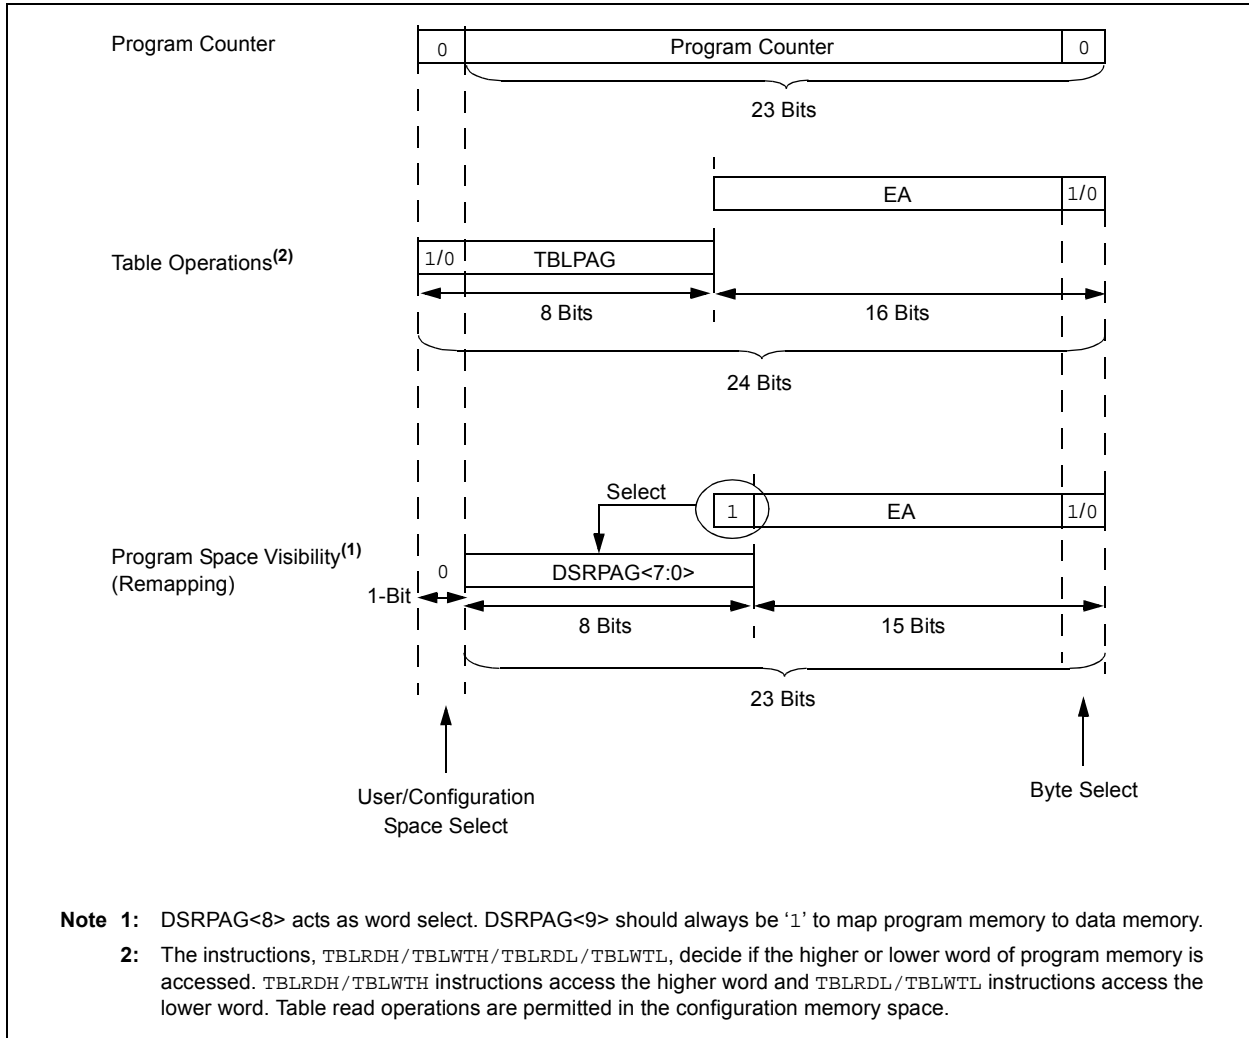 Program Counter
0
Program Counter
0
23 Bits
EA
1/0
Table Operations(2)
1/0
TBLPAG
8 Bits
16 Bits
24 Bits
Select
1
EA
1/0
Program Space Visibility(1)
(Remapping)
0
DSRPAG<7:0>
1-Bit
8 Bits
15 Bits
23 Bits
User/Configuration
Space Select
Byte Select
Note 1: DSRPAG<8> acts as word select. DSRPAG<9> should always be ‘1’ to map program memory to data memory.
2: The instructions, TBLRDH/TBLWTH/TBLRDL/TBLWTL, decide if the higher or lower word of program memory is
accessed. TBLRDH/TBLWTH instructions access the higher word and TBLRDL/TBLWTL instructions access the
lower word. Table read operations are permitted in the configuration memory space.